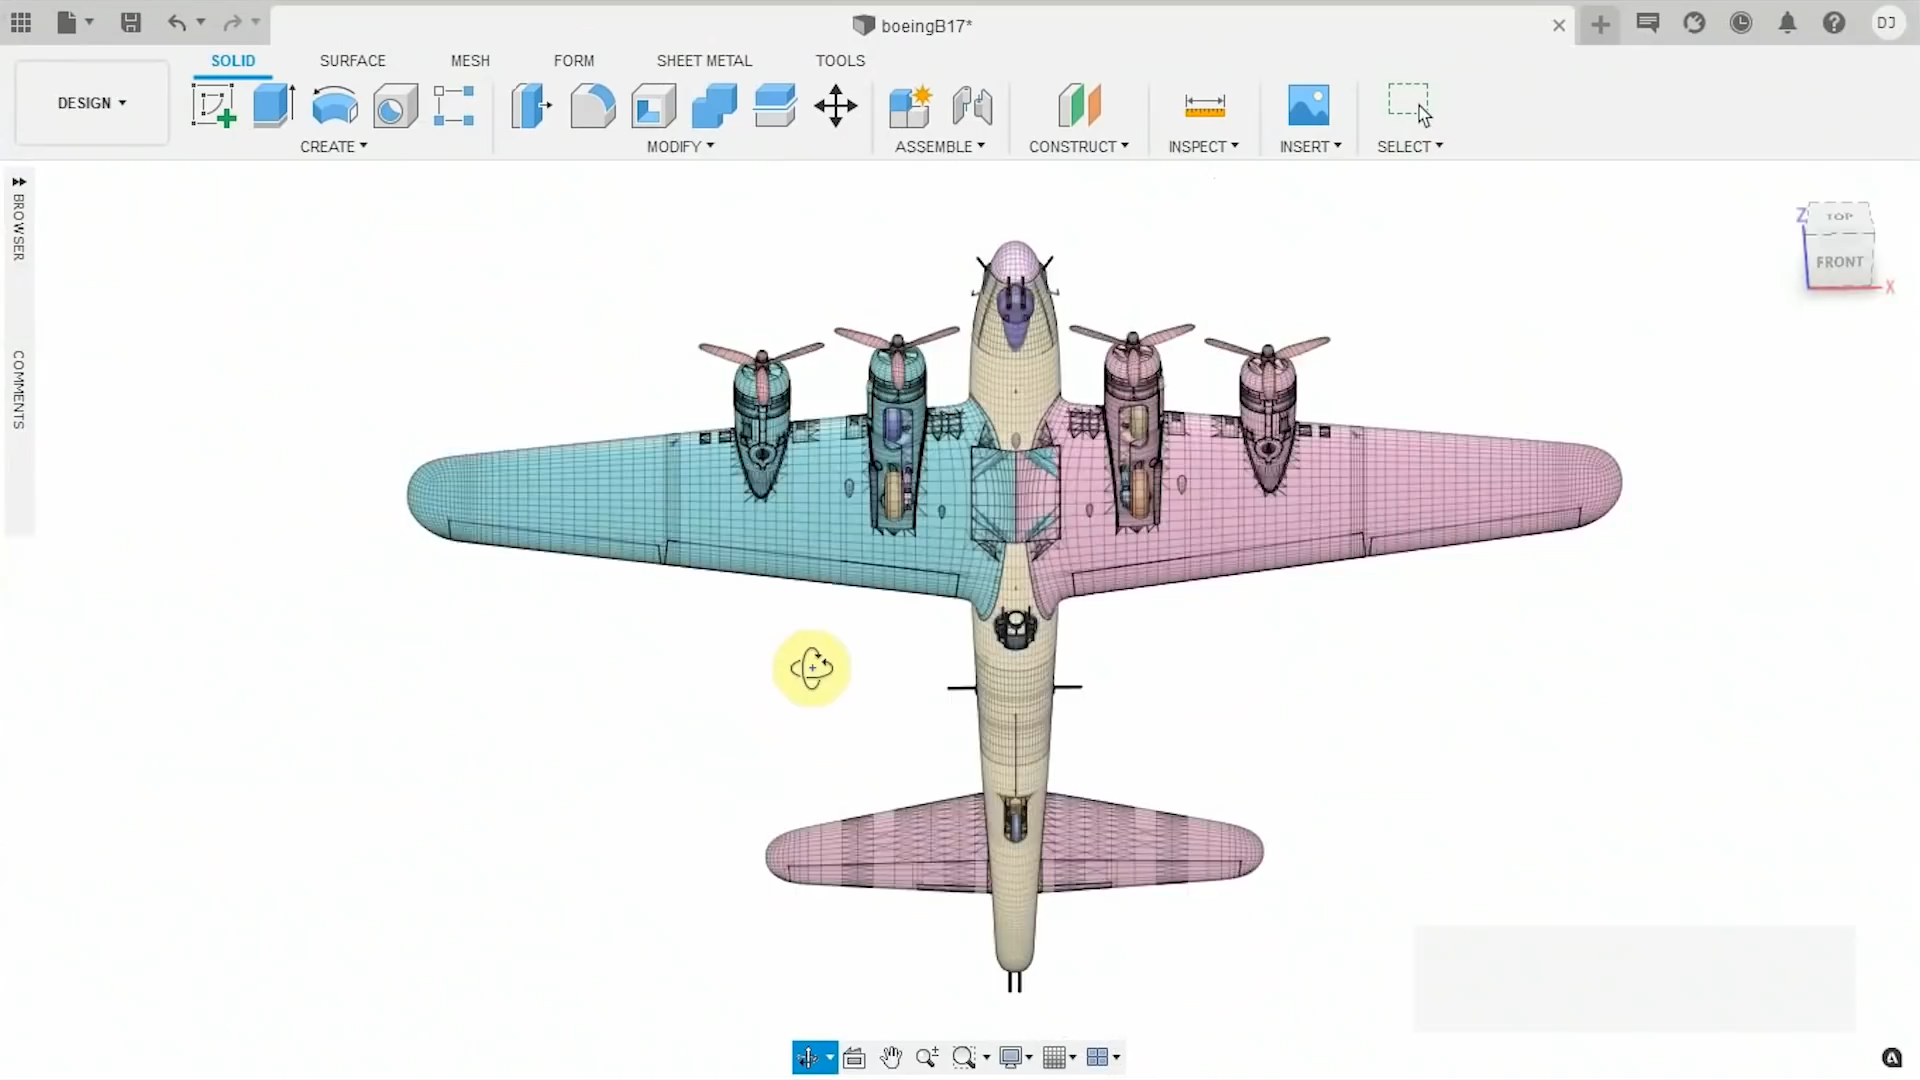 boeingB17*
DJ
SOLID
SURFACE
MESH
FORM
SHEET METAL
TOOLS
DESIGN
CREATE
MODIFY
ASSEMBLE
CONSTRUCT
INSPECT
INSERT
SELECT
BROWSER
COMMENTS
Z
TOP
FRONT
X